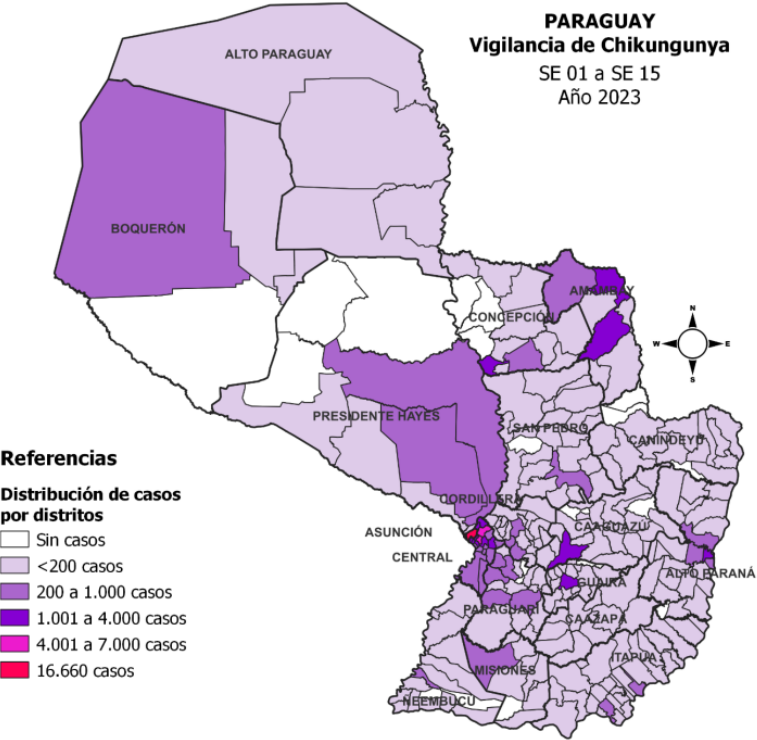 PARAGUAY
Vigilancia de Chikungunya
SE 01 a SE 15
Año 2023
ALTO PARAGUAY
BOQUERÓN
AMAMBAY
CONCEPCIÓN
N
W
E
S
PRESIDENTE HAYES
SAN PEDRO
CANINDEYÚ
CORDILLERA
ASUNCIÓN
CAAGUAZÚ
CENTRAL
GUAIRÁ
ALTO PARANÁ
PARAGUARÍ
CAAZAPÁ
ITAPÚA
MISIONES
ÑEEMBUCÚ
Referencias
Distribución de casos
por distritos
Sin casos
<200 casos
200 a 1.000 casos
1.001 a 4.000 casos
4.001 a 7.000 casos
16.660 casos